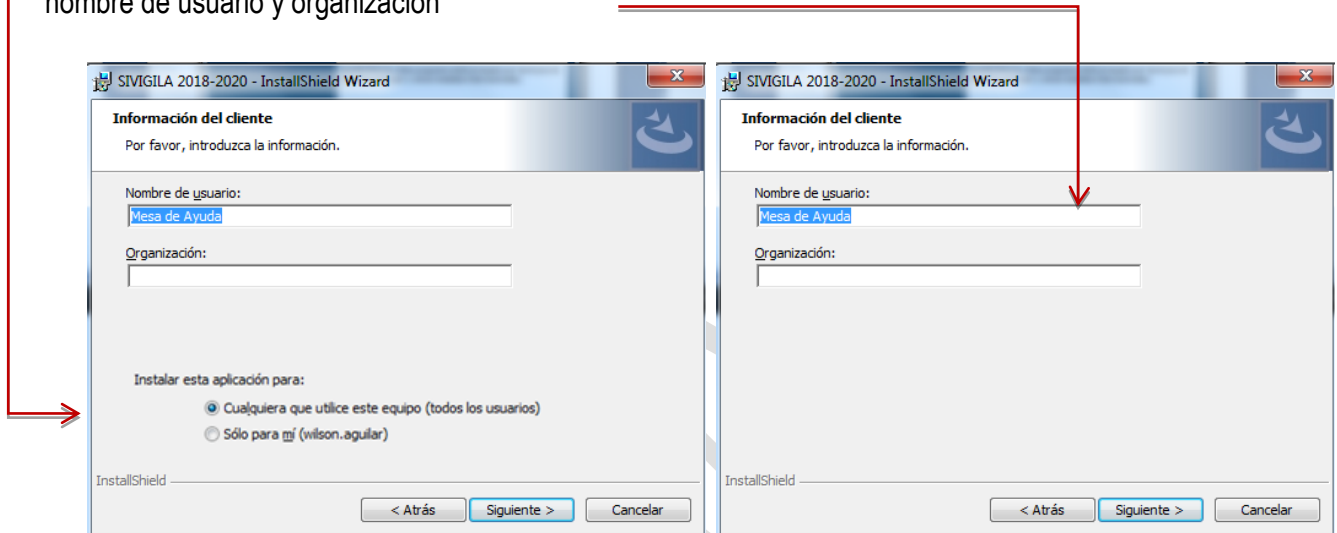 nombre de usuario y organización
SIVIGILA 2018-2020 - InstallShield Wizard
Información del cliente
Por favor, introduzca la información.
Nombre de usuario:
Mesa de Ayuda
Organización:
Instalar esta aplicación para:
Cualquiera que utilice este equipo (todos los usuarios)
Sólo para mí (wilson.aguilar)
InstallShield
< Atrás Siguiente > Cancelar
SIVIGILA 2018-2020 - InstallShield Wizard
Información del cliente
Por favor, introduzca la información.
Nombre de usuario:
Mesa de Ayuda
Organización:
InstallShield
< Atrás Siguiente > Cancelar